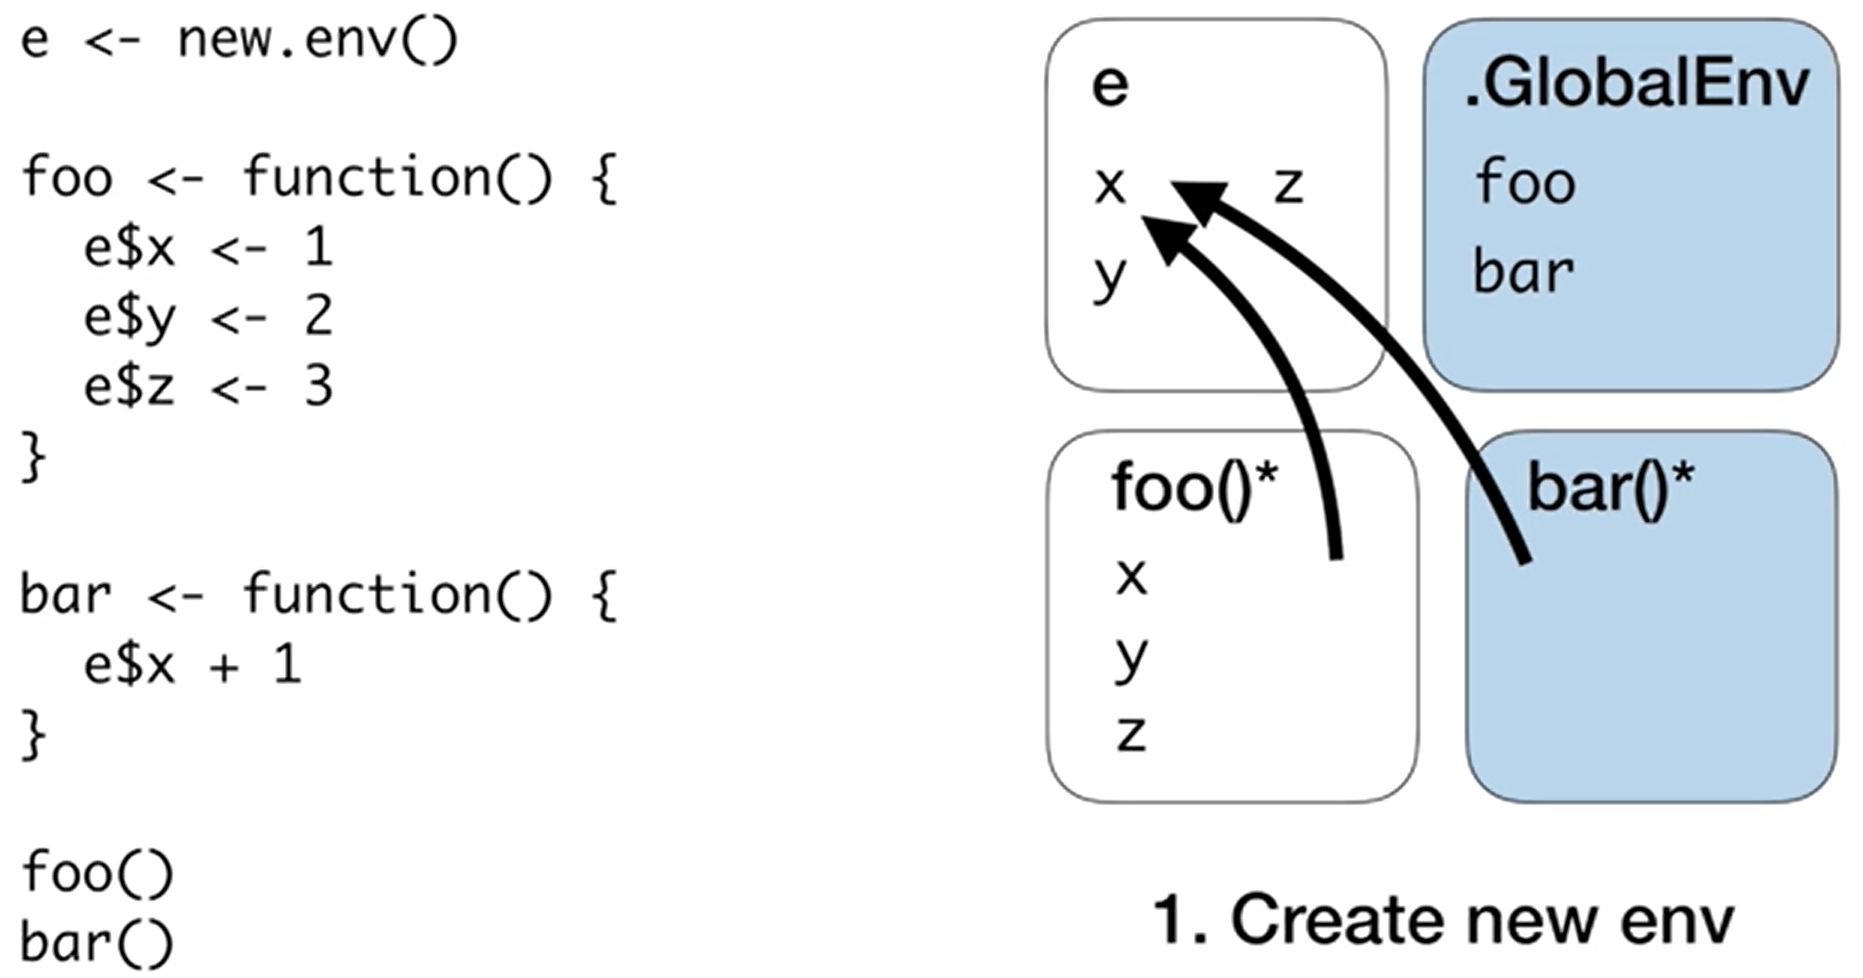 e <- new.env()
foo <- function() {
e$x <- 1
e$y <- 2
e$z <- 3
}
bar <- function() {
e$x + 1
}
foo()
bar()
e
x z
y
.GlobalEnv
foo
bar
foo()*
x
y
z
bar()*
1. Create new env